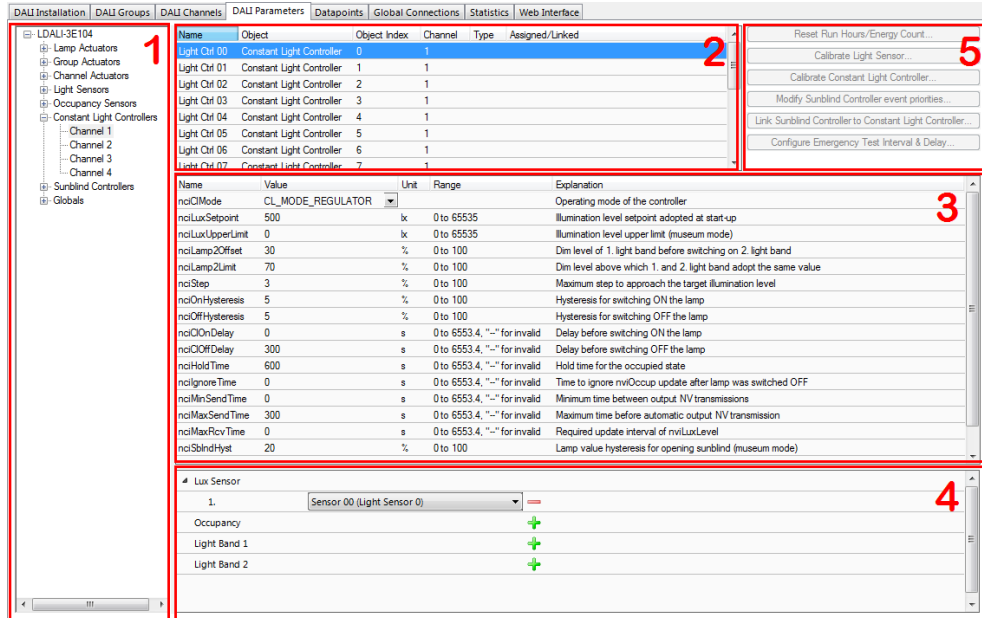 DALI Installation DALI Groups DALI Channels DALI Parameters Datapoints Global Connections Statistics Web Interface
1
LDALI-3E104
Lamp Actuators
Group Actuators
Channel Actuators
Light Sensors
Occupancy Sensors
Constant Light Controllers
Channel 1
Channel 2
Channel 3
Channel 4
Sunblind Controllers
Globals
2
Name Object Object Index Channel Type Assigned/Linked
Light Ctrl 00 Constant Light Controller 0 1
Light Ctrl 01 Constant Light Controller 1 1
Light Ctrl 02 Constant Light Controller 2 1
Light Ctrl 03 Constant Light Controller 3 1
Light Ctrl 04 Constant Light Controller 4 1
Light Ctrl 05 Constant Light Controller 5 1
Light Ctrl 06 Constant Light Controller 6 1
Light Ctrl 07 Constant Light Controller 7 1
5
Reset Run Hours/Energy Count...
Calibrate Light Sensor...
Calibrate Constant Light Controller...
Modify Sunblind Controller event priorities...
Link Sunblind Controller to Constant Light Controller...
Configure Emergency Test Interval & Delay...
3
Name Value Unit Range Explanation
nciClMode CL_MODE_REGULATOR Operating mode of the controller
nciLuxSetpoint 500 lx 0 to 65535 Illumination level setpoint adopted at start-up
nciLuxUpperLimit 0 lx 0 to 65535 Illumination level upper limit (museum mode)
nciLamp2Offset 30 % 0 to 100 Dim level of 1. light band before switching on 2. light band
nciLamp2Limit 70 % 0 to 100 Dim level above which 1. and 2. light band adopt the same value
nciStep 3 % 0 to 100 Maximum step to approach the target illumination level
nciOnHysteresis 5 % 0 to 100 Hysteresis for switching ON the lamp
nciOffHysteresis 5 % 0 to 100 Hysteresis for switching OFF the lamp
nciClOnDelay 0 s 0 to 6553.4, "--" for invalid Delay before switching ON the lamp
nciClOffDelay 300 s 0 to 6553.4, "--" for invalid Delay before switching OFF the lamp
nciHoldTime 600 s 0 to 6553.4, "--" for invalid Hold time for the occupied state
nciIgnoreTime 0 s 0 to 6553.4, "--" for invalid Time to ignore nviOccup update after lamp was switched OFF
nciMinSendTime 0 s 0 to 6553.4, "--" for invalid Minimum time between output NV transmissions
nciMaxSendTime 300 s 0 to 6553.4, "--" for invalid Maximum time before automatic output NV transmission
nciMaxRcvTime 0 s 0 to 6553.4, "--" for invalid Required update interval of nviLuxLevel
nciSblndHyst 20 % 0 to 100 Lamp value hysteresis for opening sunblind (museum mode)
4
Lux Sensor
1. Sensor 00 (Light Sensor 0)
Occupancy
Light Band 1
Light Band 2